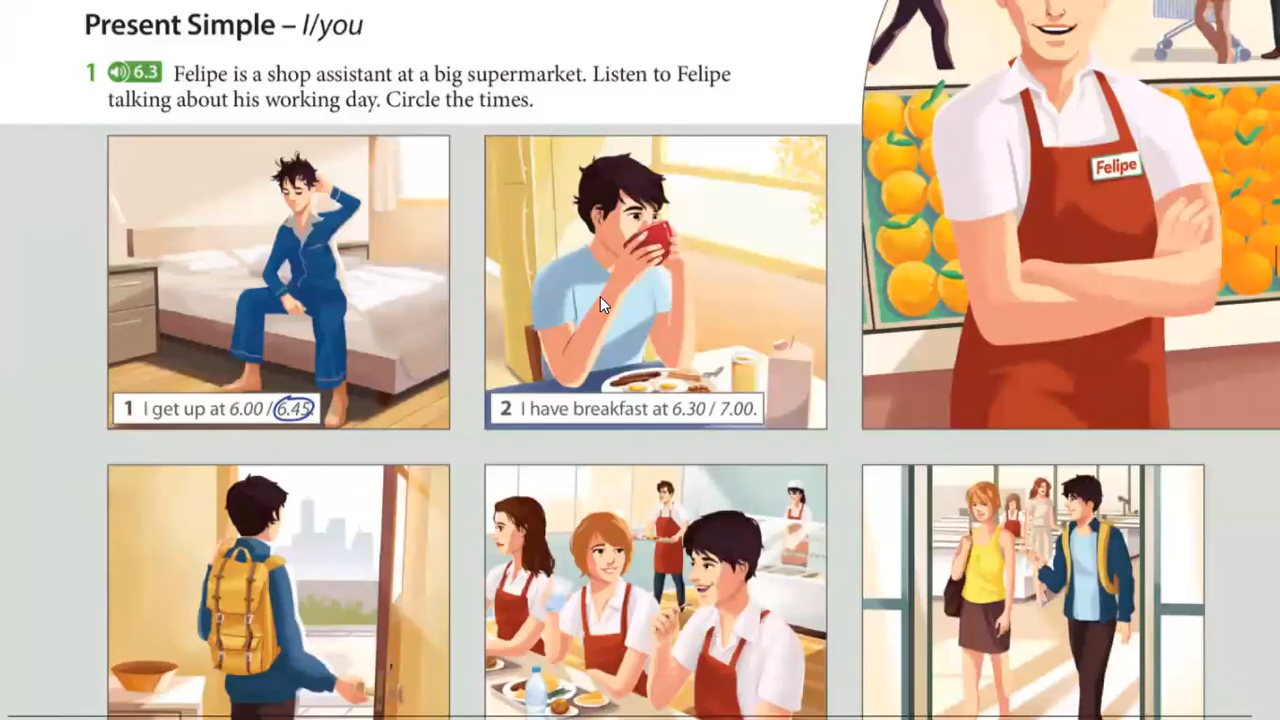 Present Simple – I/you
1 6.3 Felipe is a shop assistant at a big supermarket. Listen to Felipe
talking about his working day. Circle the times.
Felipe
1 I get up at 6.00 / 6.45.
2 I have breakfast at 6.30 / 7.00.